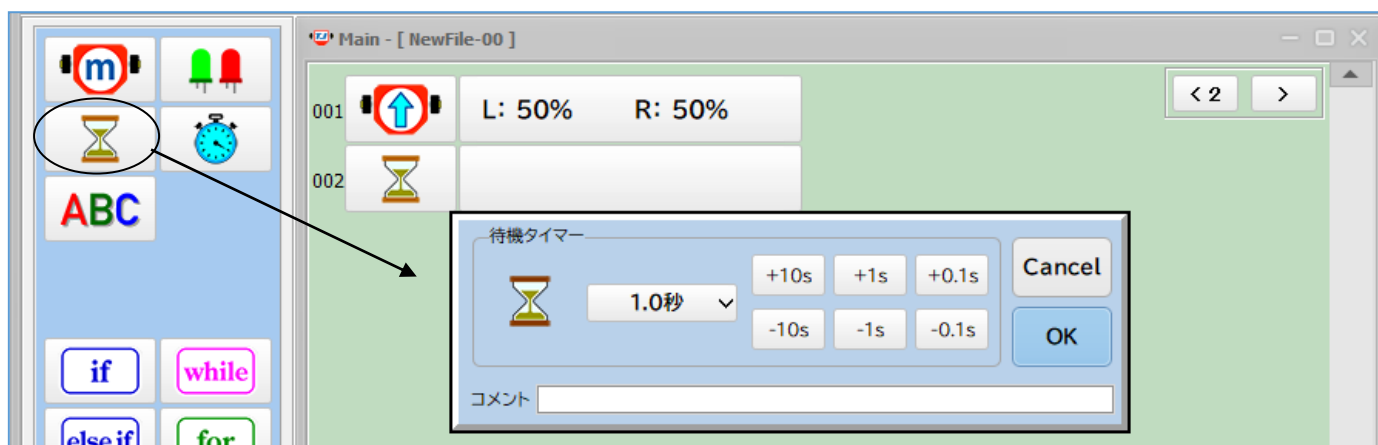 Main - [ NewFile-00 ]
m
ABC
if
while
else if
for
001
L: 50% R: 50%
< 2 >
002
待機タイマー
1.0秒
+10s +1s +0.1s
-10s -1s -0.1s
Cancel
OK
コメント